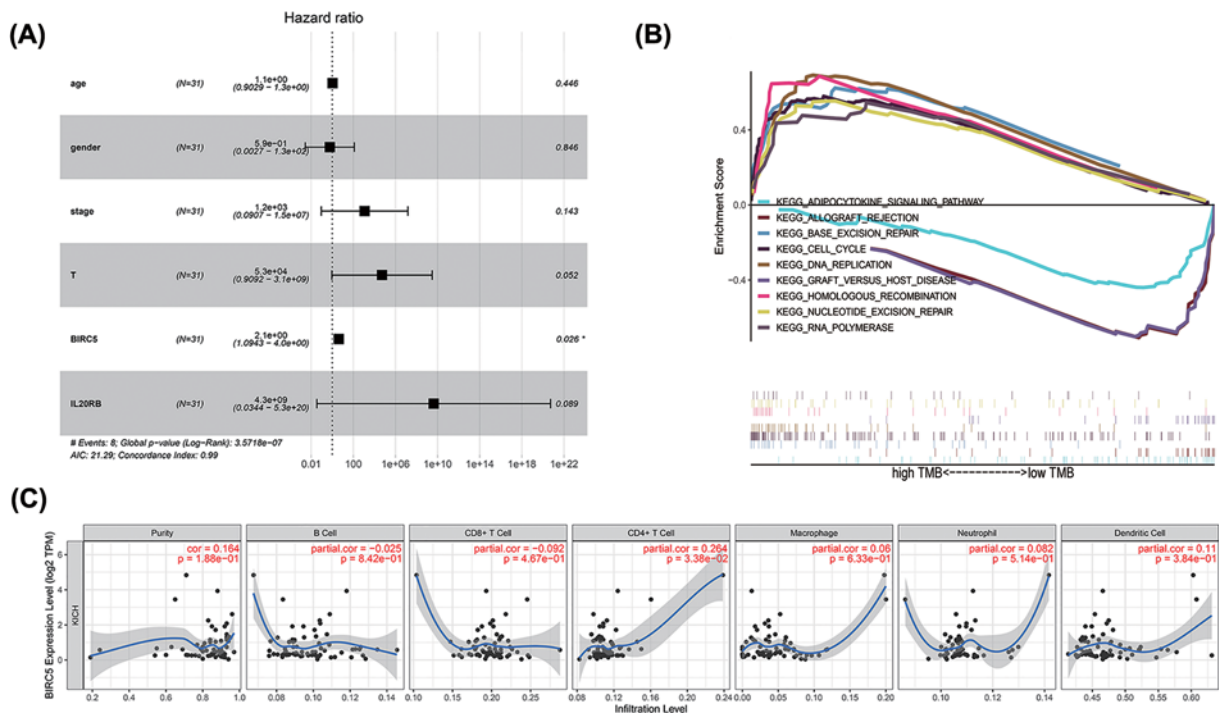 (A)
Hazard ratio
age (N=31) 1.1e+00 (0.9029 − 1.3e+00) 0.446
gender (N=31) 5.9e−01 (0.0027 − 1.3e+02) 0.846
stage (N=31) 1.2e+03 (0.0907 − 1.5e+07) 0.143
T (N=31) 5.3e+04 (0.9092 − 3.1e+09) 0.052
BIRC5 (N=31) 2.1e+00 (1.0943 − 4.0e+00) 0.026 *
IL20RB (N=31) 4.3e+09 (0.0344 − 5.3e+20) 0.089
# Events: 8; Global p−value (Log−Rank): 3.5718e−07
AIC: 21.29; Concordance Index: 0.99
0.01 100 1e+06 1e+10 1e+14 1e+18 1e+22
(B)
Enrichment Score
0.4
0.0
−0.4
KEGG_ADIPOCYTOKINE_SIGNALING_PATHWAY
KEGG_ALLOGRAFT_REJECTION
KEGG_BASE_EXCISION_REPAIR
KEGG_CELL_CYCLE
KEGG_DNA_REPLICATION
KEGG_GRAFT_VERSUS_HOST_DISEASE
KEGG_HOMOLOGOUS_RECOMBINATION
KEGG_NUCLEOTIDE_EXCISION_REPAIR
KEGG_RNA_POLYMERASE
high TMB<------------>low TMB
(C)
Purity B Cell CD8+ T Cell CD4+ T Cell Macrophage Neutrophil Dendritic Cell
cor = 0.164 partial.cor = −0.025 partial.cor = −0.092 partial.cor = 0.264 partial.cor = 0.06 partial.cor = 0.082 partial.cor = 0.11
p = 1.88e−01 p = 8.42e−01 p = 4.67e−01 p = 3.38e−02 p = 6.33e−01 p = 5.14e−01 p = 3.84e−01
BIRC5 Expression Level (log2 TPM)
KICH
6
4
2
0
0.2 0.4 0.6 0.8 1.0 0.08 0.10 0.12 0.14 0.10 0.15 0.20 0.25 0.08 0.12 0.16 0.20 0.24 0.00 0.05 0.10 0.15 0.20 0.10 0.12 0.14 0.45 0.50 0.55 0.60
Infiltration Level